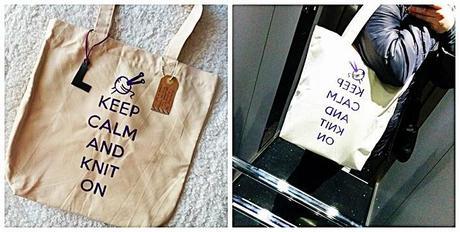 L
KEEP
CALM
AND
KNIT
ON
KEEP
CALM
AND
KNIT
ON